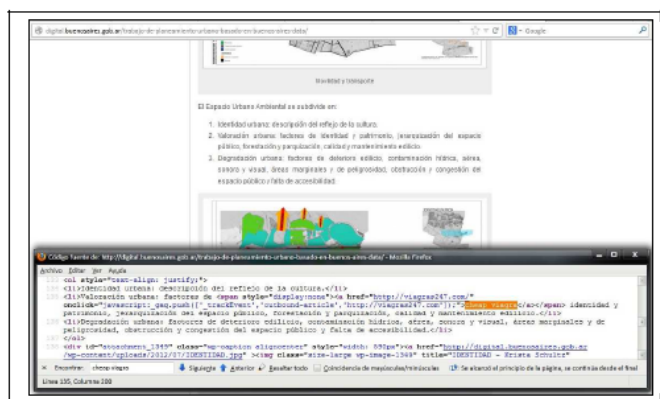 digital.buenosaires.gob.ar/trabajo-de-planeamiento-urbano-basado-en-buenos-aires-data/
Google
Movilidad y transporte
El Espacio Urbano Ambiental se subdivide en:
1. Identidad urbana: descripción del reflejo de la cultura.
2. Valoración urbana: factores de identidad y patrimonio, jerarquización del espacio
público, forestación y parquización, calidad y mantenimiento edilicio.
3. Degradación urbana: factores de deterioro edilicio, contaminación hídrica, aérea,
sonora y visual, áreas marginales y de peligrosidad, obstrucción y congestión del
espacio público y falta de accesibilidad.
Código fuente de: http://digital.buenosaires.gob.ar/trabajo-de-planeamiento-urbano-basado-en-buenos-aires-data/ - Mozilla Firefox
Archivo Editar Ver Ayuda
<ol style="text-align: justify;">
<li>Identidad urbana: descripción del reflejo de la cultura.</li>
135 <li>Valoración urbana: factores de <span style="display:none"><a href="http://viagras247.com/"
onclick="javascript:_gaq.push(['_trackEvent','outbound-article','http://viagras247.com']);">cheap viagra</a></span> identidad y
patrimonio, jerarquización del espacio público, forestación y parquización, calidad y mantenimiento edilicio.</li>
136 <li>Degradación urbana: factores de deterioro edilicio, contaminación hídrica, aérea, sonora y visual, áreas marginales y de
peligrosidad, obstrucción y congestión del espacio público y falta de accesibilidad.</li>
</ol>
<div id="attachment_1349" class="wp-caption aligncenter" style="width: 650px"><a href="http://digital.buenosaires.gob.ar
/wp-content/uploads/2012/07/IDENTIDAD.jpg" ><img class="size-large wp-image-1349" title="IDENTIDAD - Krista Schultz"
Encontrar: cheap viagra Siguiente Anterior Resaltar todo Coincidencia de mayúsculas/minúsculas Se alcanzó el principio de la página, se continúa desde el final
Línea 135, Columna 200